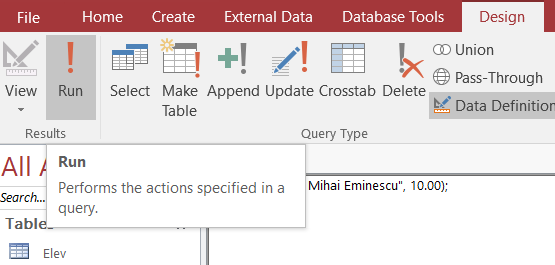 File Home Create External Data Database Tools Design
View Run Select Make Table Append Update Crosstab Delete
Union
Pass-Through
Data Definition
Results Query Type
All
Run
Performs the actions specified in a query.
Mihai Eminescu", 10.00);
Search...
Tables
Elev